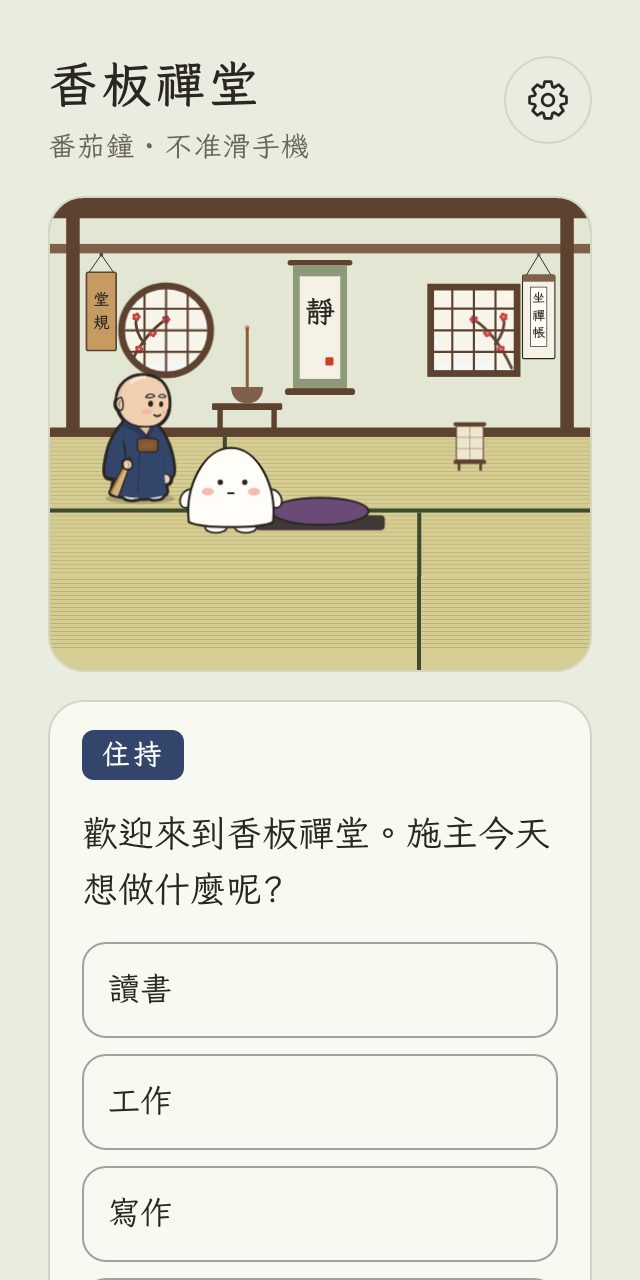 香板禪堂
番茄鐘・不准滑手機
堂規
靜
坐禪帳
住持
歡迎來到香板禪堂。施主今天
想做什麼呢？
讀書
工作
寫作